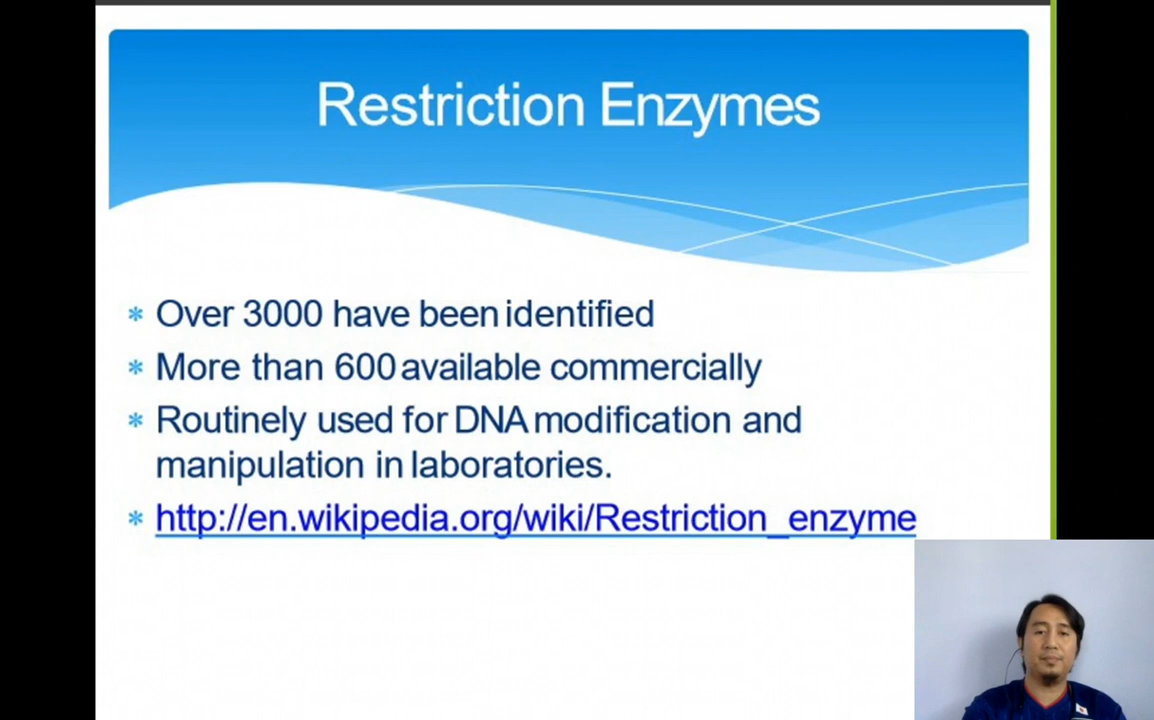 Restriction Enzymes
* Over 3000 have been identified
* More than 600 available commercially
* Routinely used for DNA modification and
manipulation in laboratories.
* http://en.wikipedia.org/wiki/Restriction_enzyme